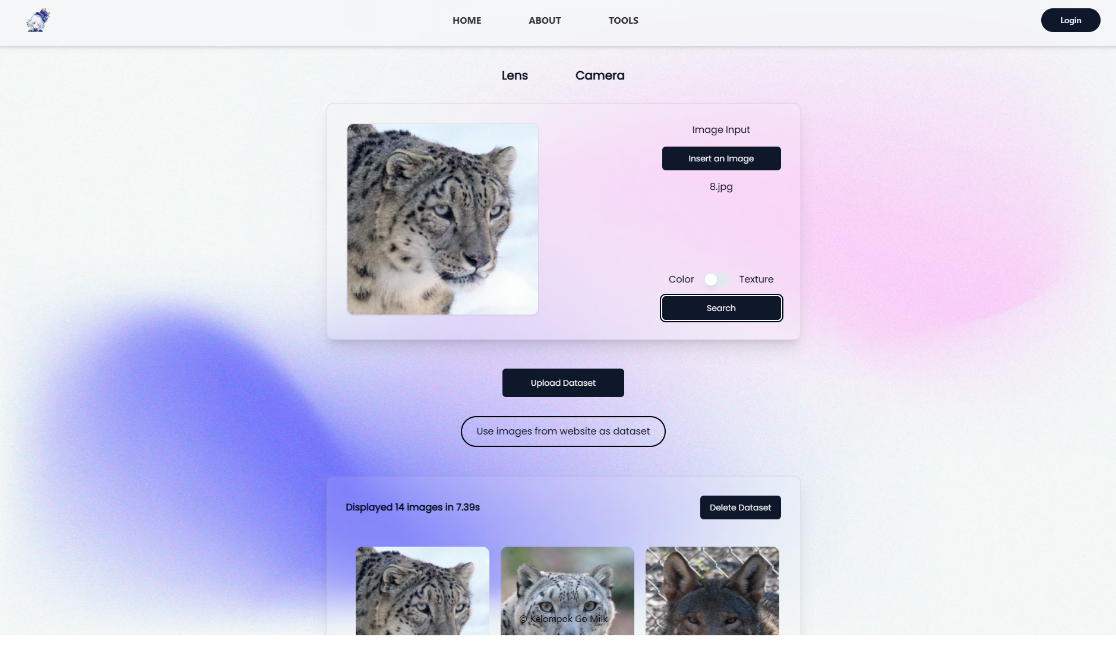 HOME ABOUT TOOLS Login
Lens Camera
Image Input
Insert an Image
8.jpg
Color Texture
Search
Upload Dataset
Use images from website as dataset
Displayed 14 images in 7.39s Delete Dataset
© Kelompok Go Milk